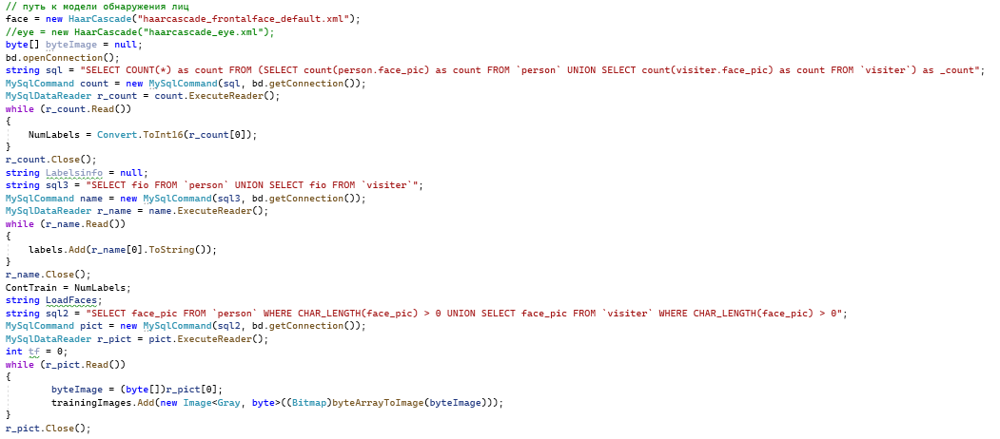 // путь к модели обнаружения лиц
face = new HaarCascade("haarcascade_frontalface_default.xml");
//eye = new HaarCascade("haarcascade_eye.xml");
byte[] byteImage = null;
bd.openConnection();
string sql = "SELECT COUNT(*) as count FROM (SELECT count(person.face_pic) as count FROM `person` UNION SELECT count(visiter.face_pic) as count FROM `visiter`) as _count";
MySqlCommand count = new MySqlCommand(sql, bd.getConnection());
MySqlDataReader r_count = count.ExecuteReader();
while (r_count.Read())
{
    NumLabels = Convert.ToInt16(r_count[0]);
}
r_count.Close();
string Labelsinfo = null;
string sql3 = "SELECT fio FROM `person` UNION SELECT fio FROM `visiter`";
MySqlCommand name = new MySqlCommand(sql3, bd.getConnection());
MySqlDataReader r_name = name.ExecuteReader();
while (r_name.Read())
{
    labels.Add(r_name[0].ToString());
}
r_name.Close();
ContTrain = NumLabels;
string LoadFaces;
string sql2 = "SELECT face_pic FROM `person` WHERE CHAR_LENGTH(face_pic) > 0 UNION SELECT face_pic FROM `visiter` WHERE CHAR_LENGTH(face_pic) > 0";
MySqlCommand pict = new MySqlCommand(sql2, bd.getConnection());
MySqlDataReader r_pict = pict.ExecuteReader();
int tf = 0;
while (r_pict.Read())
{
        byteImage = (byte[])r_pict[0];
        trainingImages.Add(new Image<Gray, byte>((Bitmap)byteArrayToImage(byteImage)));
}
r_pict.Close();